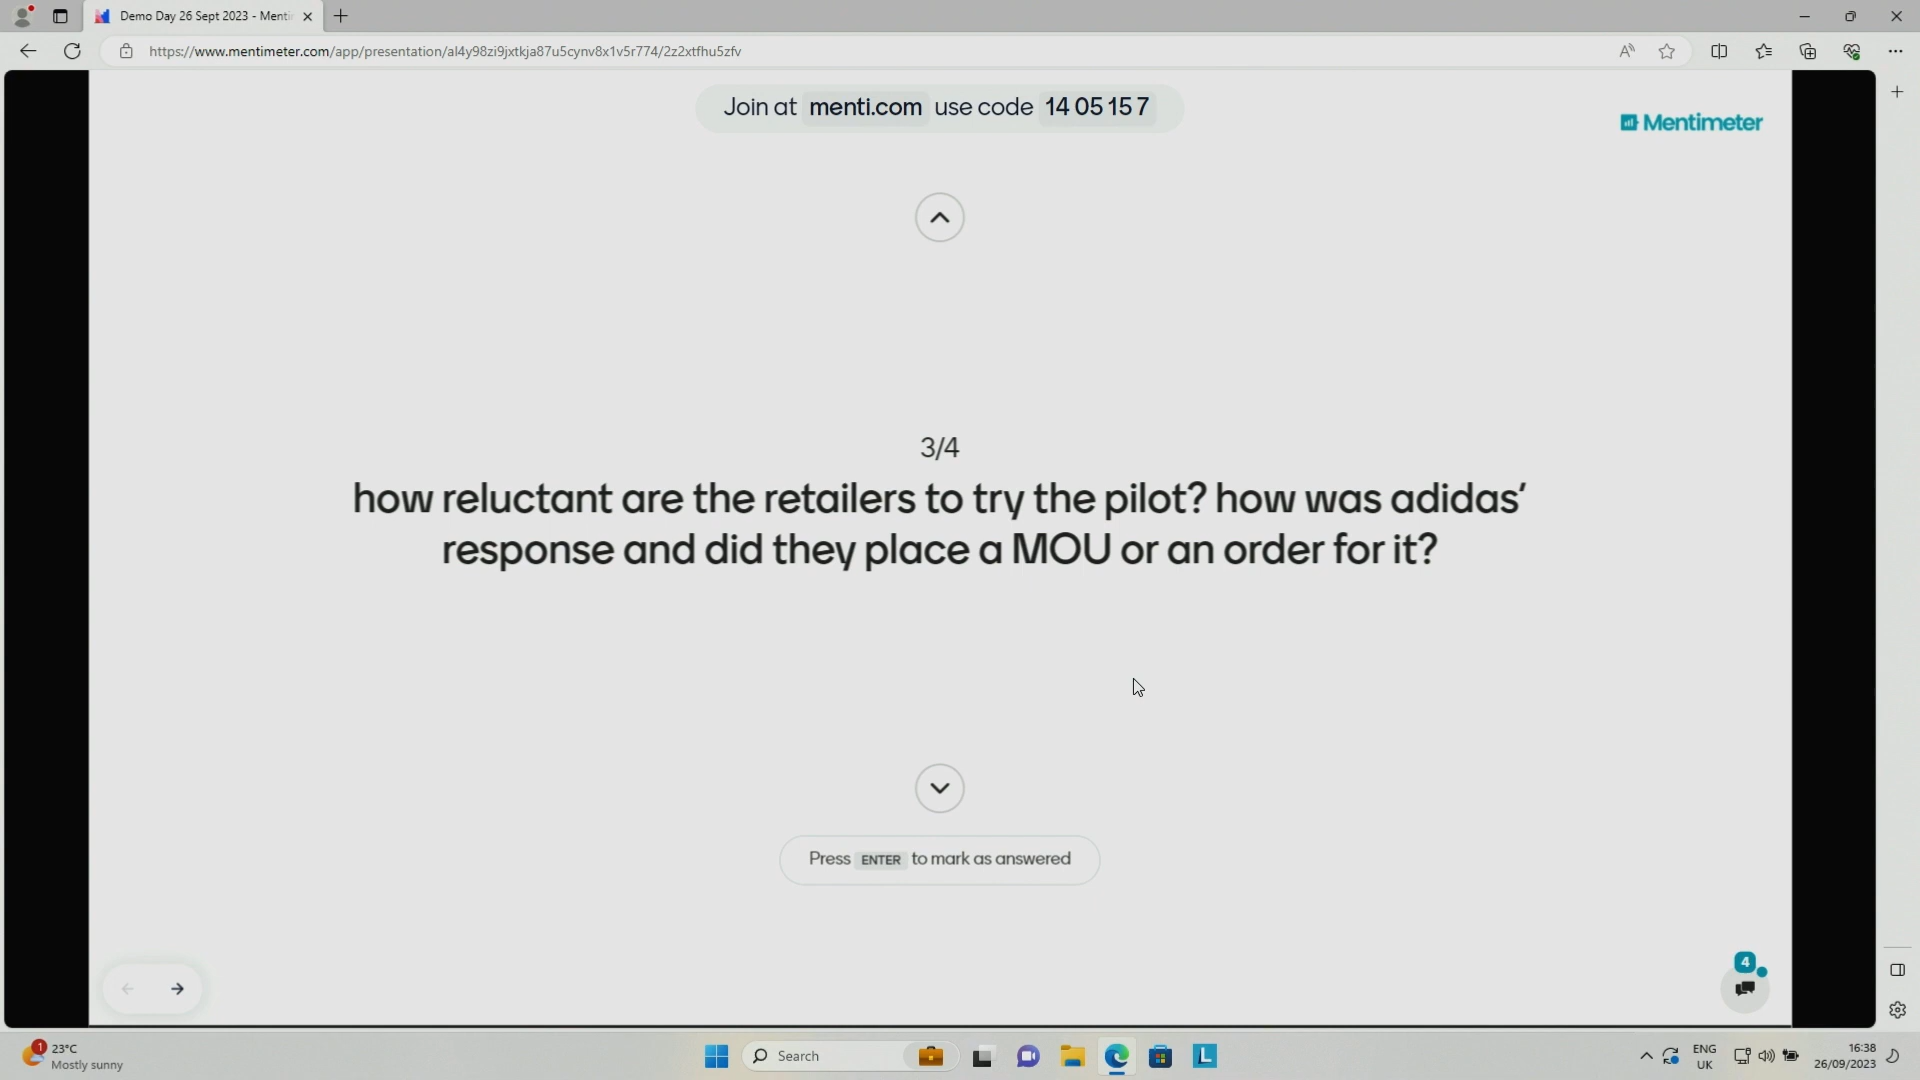 Demo Day 26 Sept 2023 - Menti
https://www.mentimeter.com/app/presentation/al4y98zi9jxtkja87u5cynv8x1v5r774/2z2xtfhu5zfv
Join at menti.com use code 14 05 15 7
Mentimeter
3/4
how reluctant are the retailers to try the pilot? how was adidas’
response and did they place a MOU or an order for it?
Press ENTER to mark as answered
4
1
23°C
Mostly sunny
Search
L
ENG
UK
16:38
26/09/2023